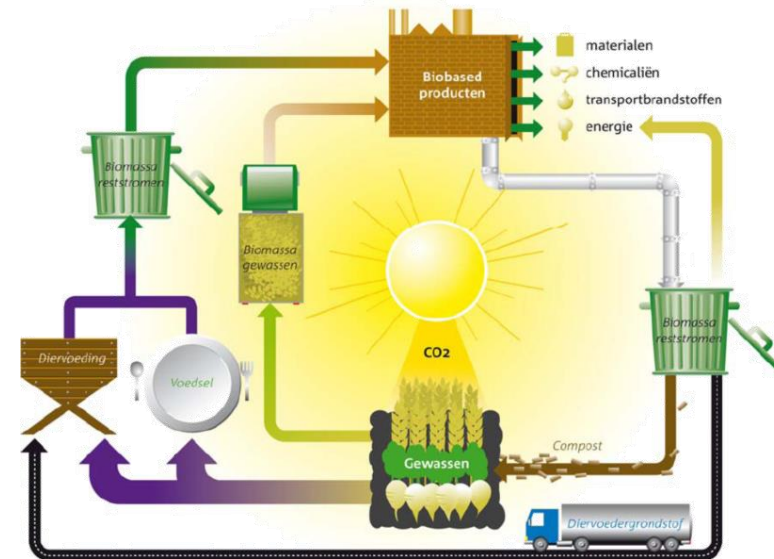 Biobased
producten
materialen
chemicaliën
transportbrandstoffen
energie
Biomassa
reststromen
Biomassa
gewassen
CO2
Diervoeding
Voedsel
Biomassa
reststromen
Gewassen
Compost
Diervoedergrondstof